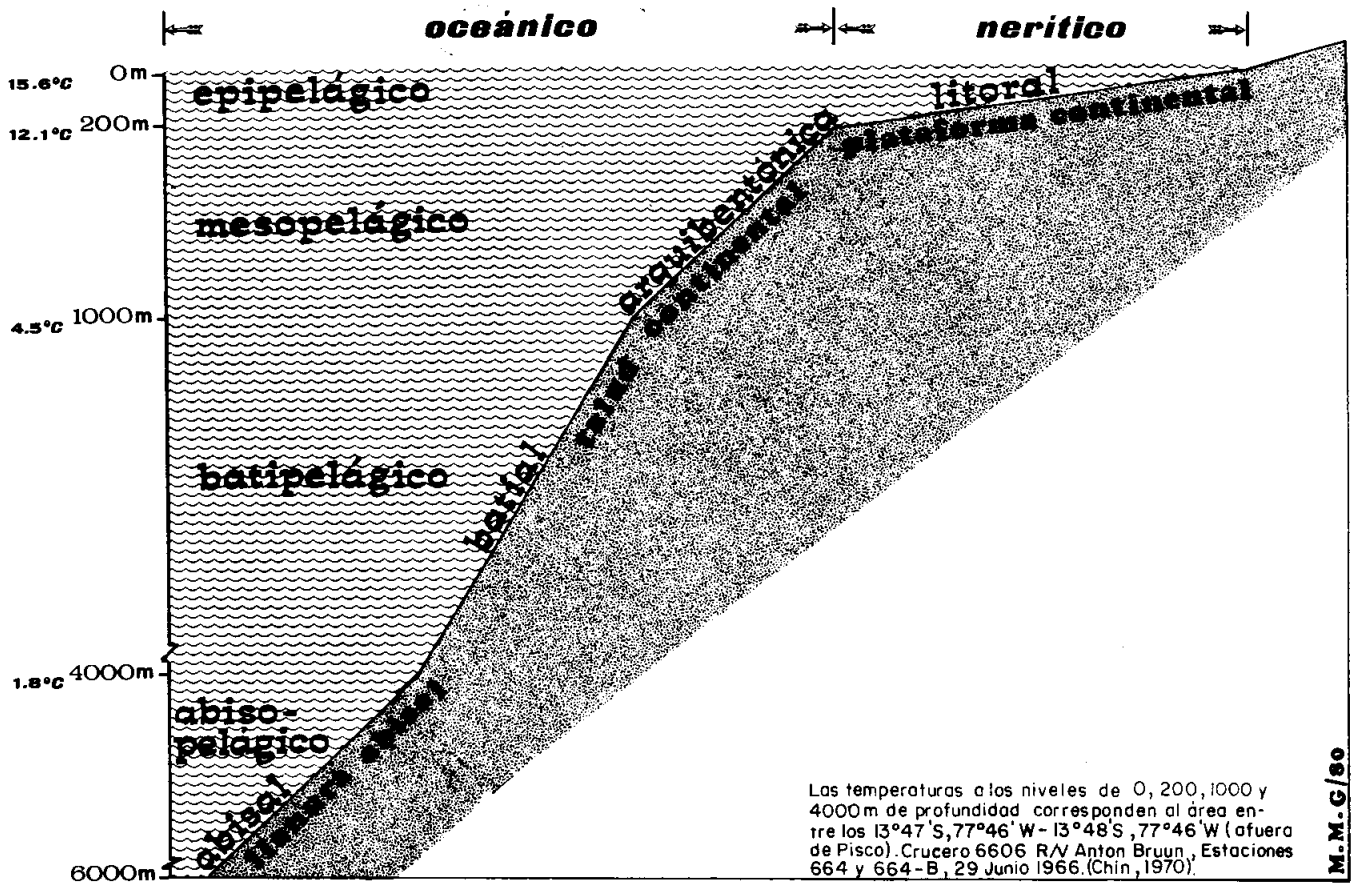 oceánico nerítico
15.6°C 0m
epipelágico
litoral
12.1°C 200m
plataforma continental
arquibentónica
mesopelágico
talud continental
4.5°C 1000m
batipelágico
batial
1.8°C 4000m
abiso-
pelágico
abisal
llanura abisal
6000m
Las temperaturas a los niveles de 0, 200, 1000 y
4000m de profundidad corresponden al área en-
tre los 13°47'S, 77°46'W - 13°48'S, 77°46'W (afuera
de Pisco). Crucero 6606 R/V Anton Bruun, Estaciones
664 y 664-B, 29 Junio 1966. (Chin, 1970).
M.M.G/80